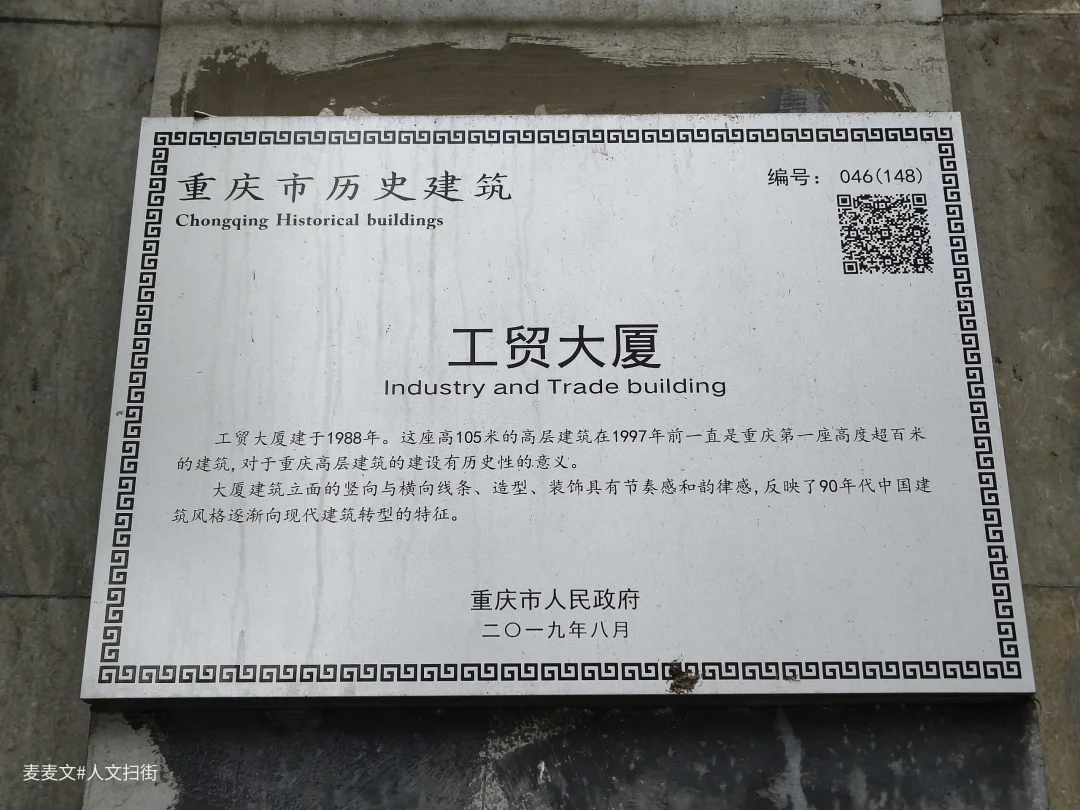 重庆市历史建筑
Chongqing Historical buildings
编号：046(148)
工贸大厦
Industry and Trade building
工贸大厦建于1988年。这座高105米的高层建筑在1997年前一直是重庆第一座高度超百米
的建筑,对于重庆高层建筑的建设有历史性的意义。
大厦建筑立面的竖向与横向线条、造型、装饰具有节奏感和韵律感,反映了90年代中国建
筑风格逐渐向现代建筑转型的特征。
重庆市人民政府
二〇一九年八月
麦麦文#人文扫街